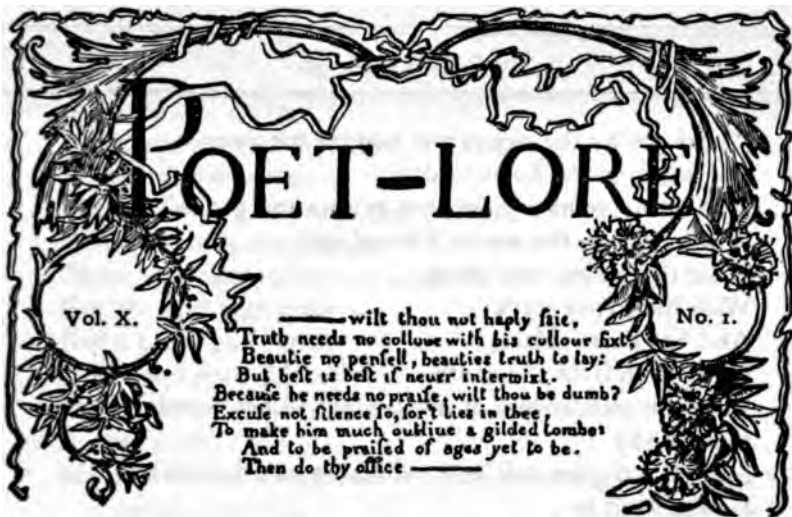 POET-LORE
Vol. X.
No. 1.
——wilt thou not haply ſaie,
Truth needs no collour with his collour fixt,
Beautie no penſell, beauties truth to lay:
But beſt is beſt if neuer intermixt.
Becauſe he needs no praiſe, wilt thou be dumb?
Excuſe not ſilence ſo, for't lies in thee,
To make him much outliue a gilded tombe:
And to be praiſed of ages yet to be.
Then do thy office ——